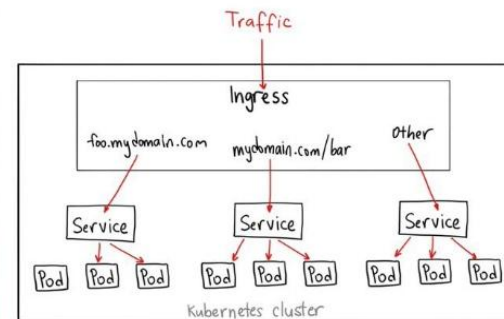 Traffic
Ingress
foo.mydomain.com
mydomain.com/bar
Other
Service
Service
Service
Pod Pod Pod
Pod Pod Pod
Pod Pod Pod
Kubernetes cluster